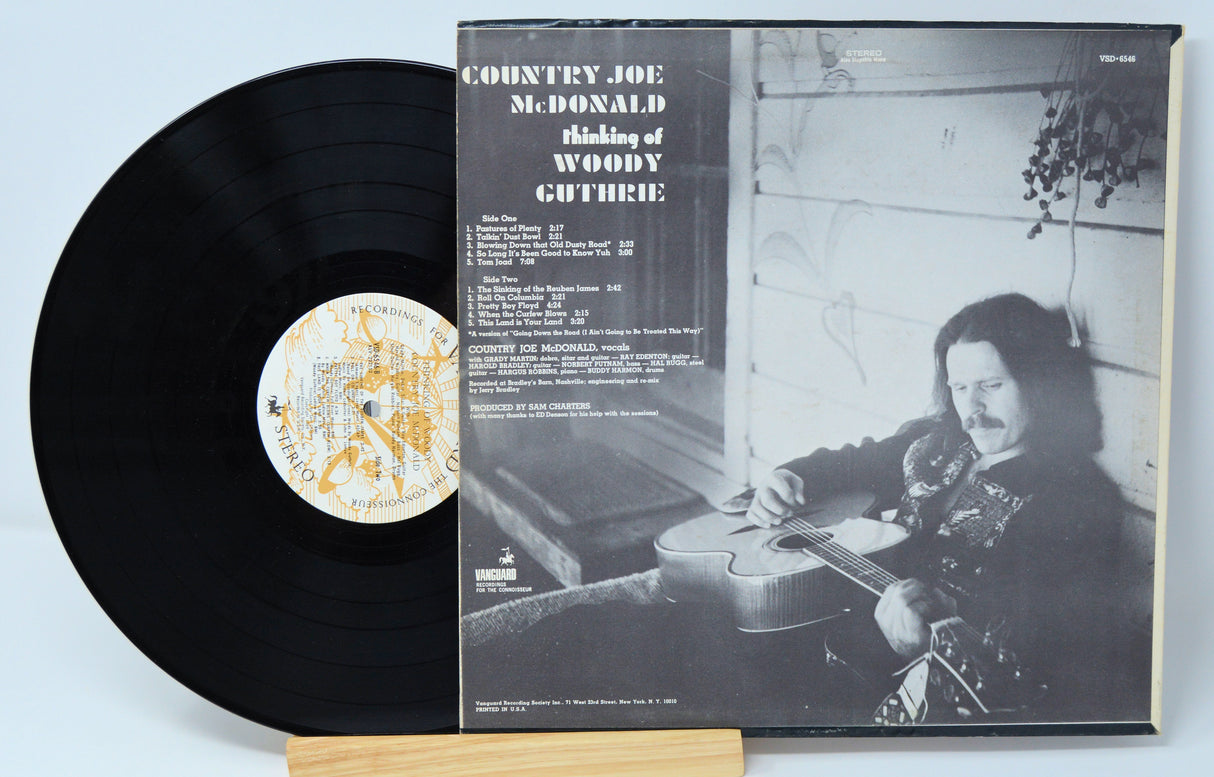 COUNTRY JOE
McDONALD
thinking of
WOODY
GUTHRIE
STEREO
VSD•6546
Side One
1. Pastures of Plenty 2:17
2. Talkin' Dust Bowl 2:21
3. Blowing Down that Old Dusty Road* 2:33
4. So Long It's Been Good to Know Yuh 3:00
5. Tom Joad 7:08
Side Two
1. The Sinking of the Reuben James 2:42
2. Roll On Columbia 2:21
3. Pretty Boy Floyd 4:24
4. When the Curfew Blows 2:15
5. This Land is Your Land 3:20
*A version of "Going Down the Road (I Ain't Going to Be Treated This Way)"
COUNTRY JOE McDONALD, vocals
with GRADY MARTIN: dobro, sitar and guitar — RAY EDENTON: guitar —
HAROLD BRADLEY: guitar — NORBERT PUTNAM, bass — HAL RUGG, steel
guitar — HARGUS ROBBINS, piano — BUDDY HARMON, drums
Recorded at Bradley's Barn, Nashville; engineering and re-mix
by Jerry Bradley
PRODUCED BY SAM CHARTERS
(with many thanks to ED Denson for his help with the sessions)
VANGUARD
RECORDINGS
FOR THE CONNOISSEUR
Vanguard Recording Society Inc., 71 West 23rd Street, New York, N. Y. 10010
PRINTED IN U.S.A.
RECORDINGS FOR
THE CONNOISSEUR
STEREO